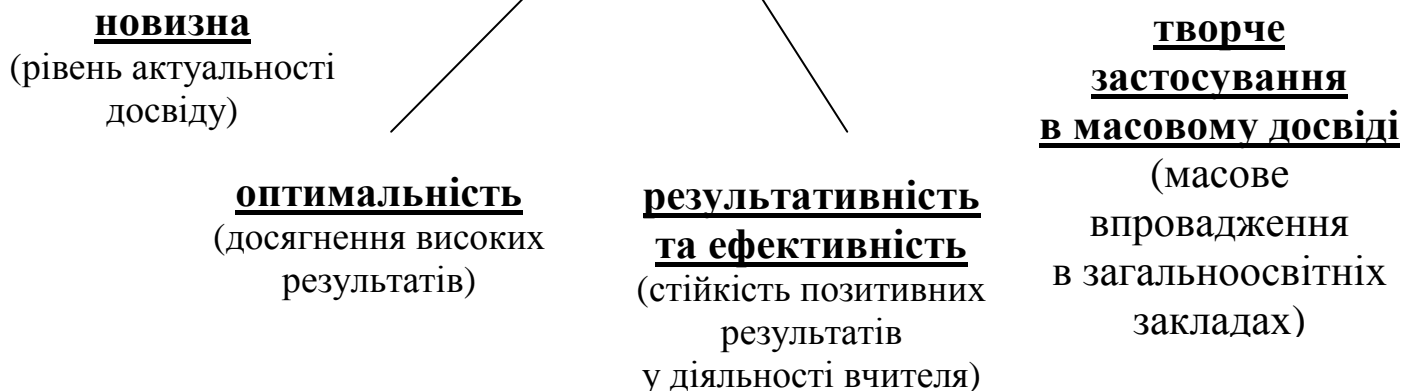 новизна
(рівень актуальності
досвіду)
оптимальність
(досягнення високих
результатів)
результативність
та ефективність
(стійкість позитивних
результатів
у діяльності вчителя)
творче
застосування
в масовому досвіді
(масове
впровадження
в загальноосвітніх
закладах)